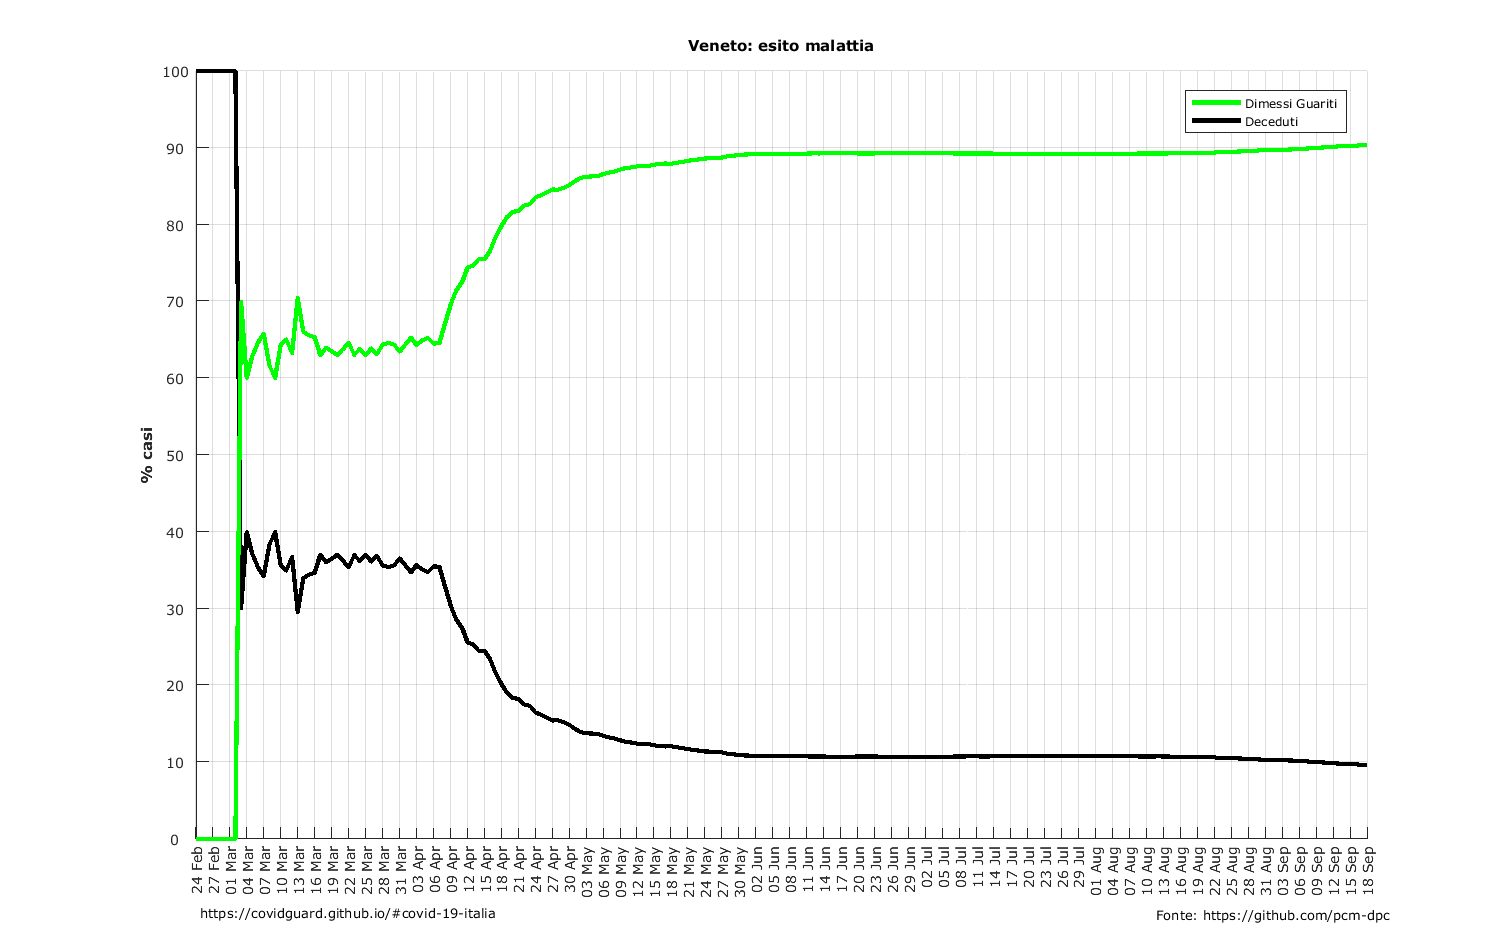 Veneto: esito malattia
Dimessi Guariti
Deceduti
% casi
100
90
80
70
60
50
40
30
20
10
0
24 Feb
27 Feb
01 Mar
04 Mar
07 Mar
10 Mar
13 Mar
16 Mar
19 Mar
22 Mar
25 Mar
28 Mar
31 Mar
03 Apr
06 Apr
09 Apr
12 Apr
15 Apr
18 Apr
21 Apr
24 Apr
27 Apr
30 Apr
03 May
06 May
09 May
12 May
15 May
18 May
21 May
24 May
27 May
30 May
02 Jun
05 Jun
08 Jun
11 Jun
14 Jun
17 Jun
20 Jun
23 Jun
26 Jun
29 Jun
02 Jul
05 Jul
08 Jul
11 Jul
14 Jul
17 Jul
20 Jul
23 Jul
26 Jul
29 Jul
01 Aug
04 Aug
07 Aug
10 Aug
13 Aug
16 Aug
19 Aug
22 Aug
25 Aug
28 Aug
31 Aug
03 Sep
06 Sep
09 Sep
12 Sep
15 Sep
18 Sep
https://covidguard.github.io/#covid-19-italia
Fonte: https://github.com/pcm-dpc